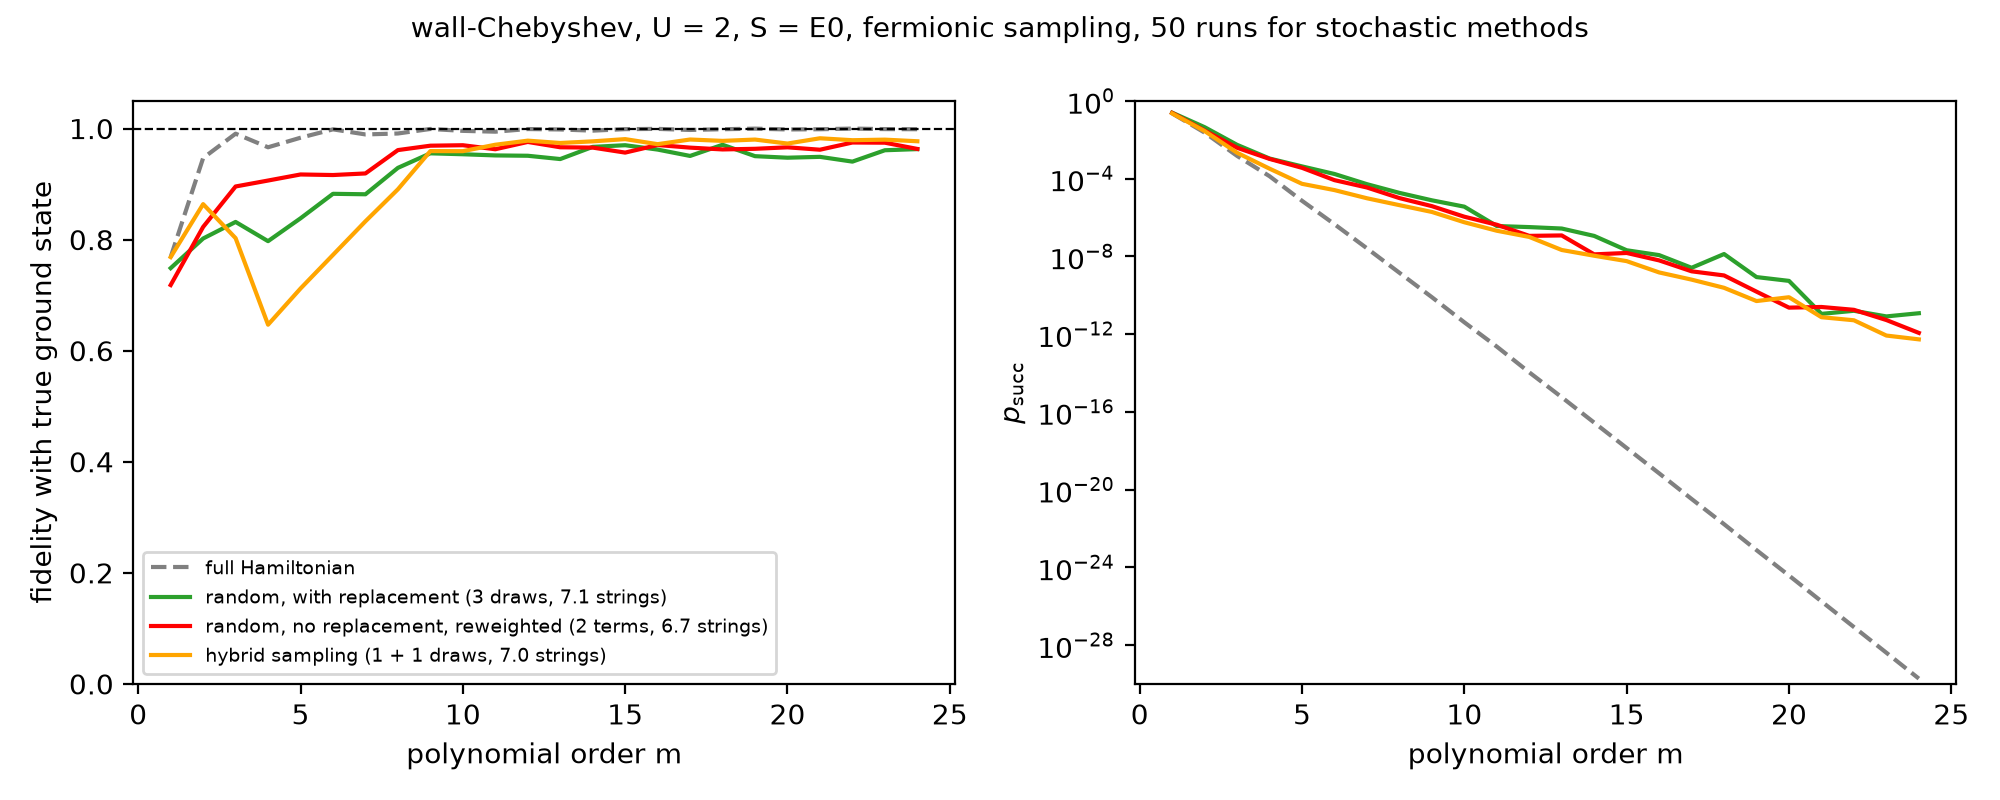 wall-Chebyshev, U = 2, S = E0, fermionic sampling, 50 runs for stochastic methods
fidelity with true ground state
1.0
0.8
0.6
0.4
0.2
0.0
full Hamiltonian
random, with replacement (3 draws, 7.1 strings)
random, no replacement, reweighted (2 terms, 6.7 strings)
hybrid sampling (1 + 1 draws, 7.0 strings)
0 5 10 15 20 25
polynomial order m
p_succ
10^0
10^−4
10^−8
10^−12
10^−16
10^−20
10^−24
10^−28
0 5 10 15 20 25
polynomial order m